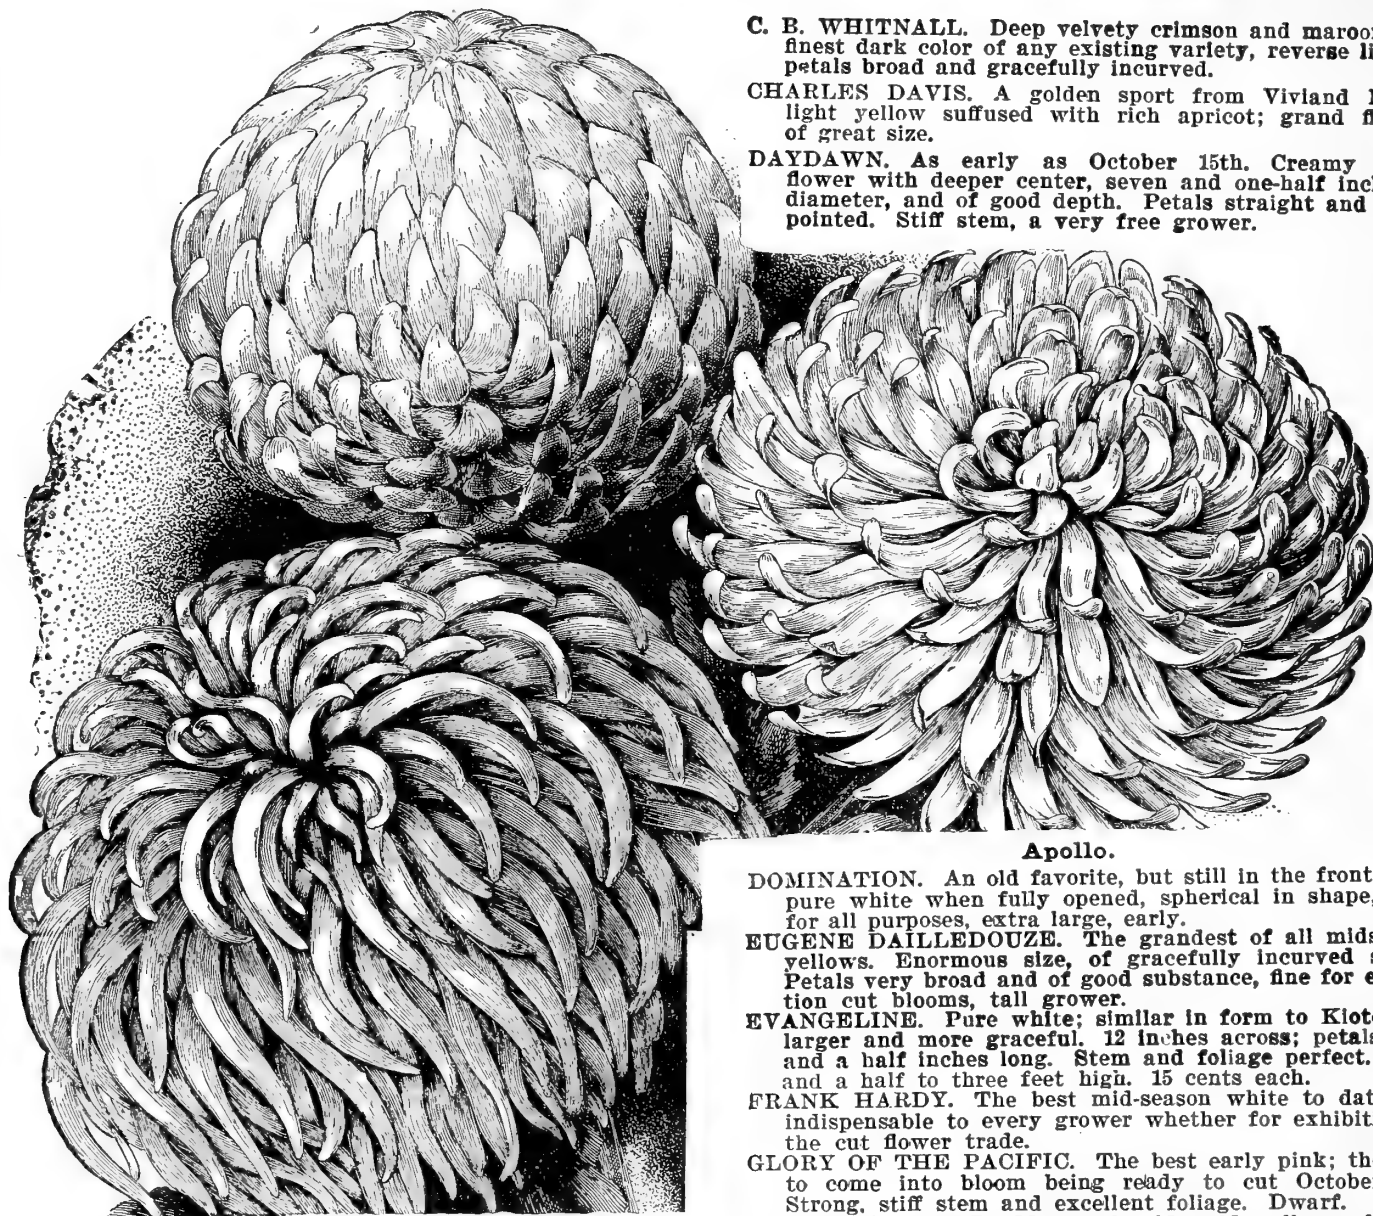 C. B. WHITNALL. Deep velvety crimson and
finest dark color of any existing variety, reverse
petals broad and gracefully incurved.
CHARLES DAVIS. A golden sport from Viviand
light yellow suffused with rich apricot; grand
of great size.
DAYDAWN. As early as October 15th. Creamy
flower with deeper center, seven and one-half
diameter, and of good depth. Petals straight and
pointed. Stiff stem, a very free grower.
Apollo.
DOMINATION. An old favorite, but still in the front
pure white when fully opened, spherical in shape,
for all purposes, extra large, early.
EUGENE DAILLEDOUZE. The grandest of all mids
yellows. Enormous size, of gracefully incurved
Petals very broad and of good substance, fine for e
tion cut blooms, tall grower.
EVANGELINE. Pure white; similar in form to Kiot
larger and more graceful. 12 inches across; petals
and a half inches long. Stem and foliage perfect.
and a half to three feet high. 15 cents each.
FRANK HARDY. The best mid-season white to dat
indispensable to every grower whether for exhibit
the cut flower trade.
GLORY OF THE PACIFIC. The best early pink; th
to come into bloom being ready to cut October
Strong, stiff stem and excellent foliage. Dwarf.